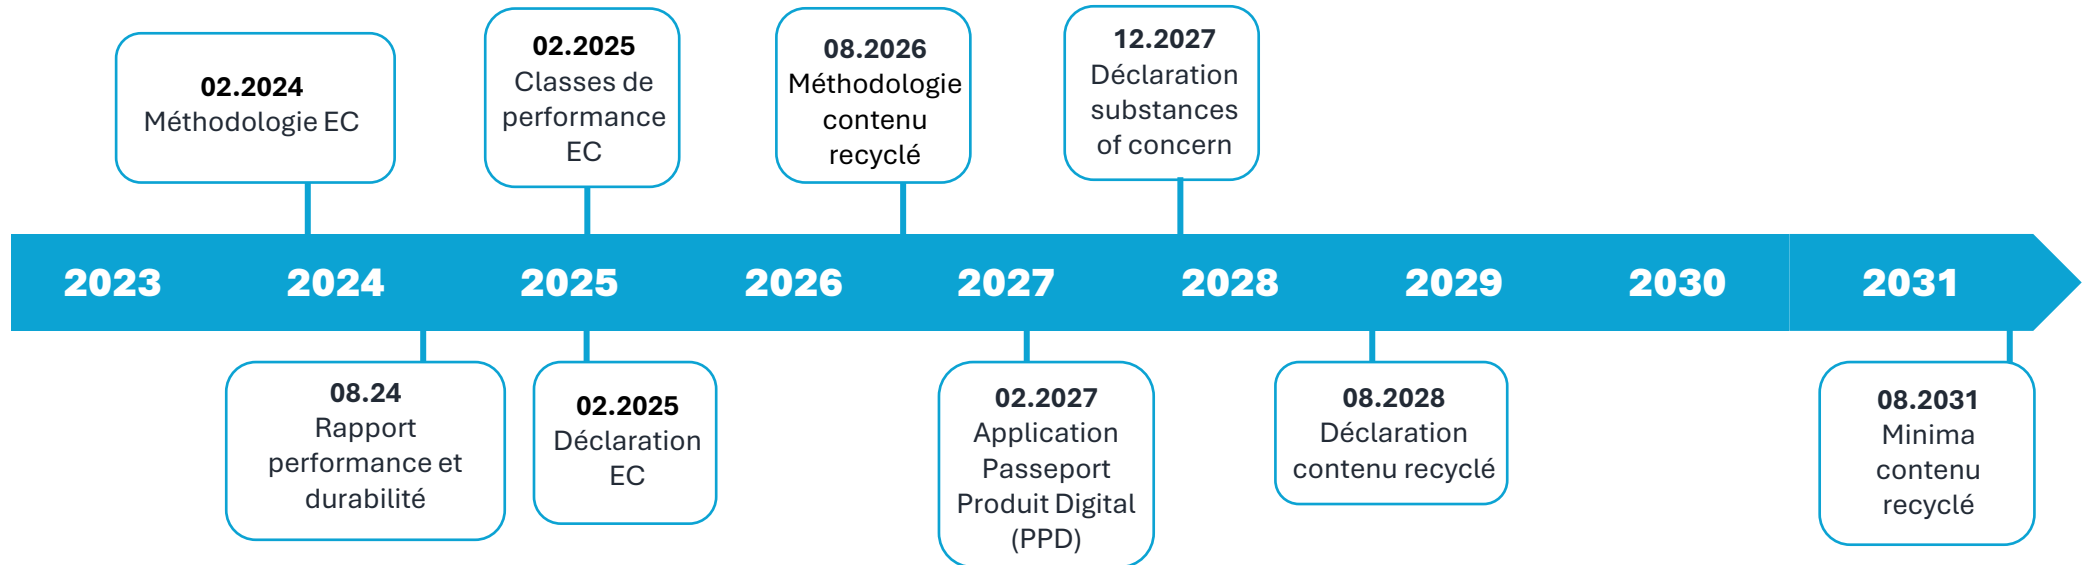 02.2024
Méthodologie EC
02.2025
Classes de
performance
EC
08.2026
Méthodologie
contenu
recyclé
12.2027
Déclaration
substances
of concern
2023
2024
2025
2026
2027
2028
2029
2030
2031
08.24
Rapport
performance et
durabilité
02.2025
Déclaration
EC
02.2027
Application
Passeport
Produit Digital
(PPD)
08.2028
Déclaration
contenu recyclé
08.2031
Minima
contenu
recyclé